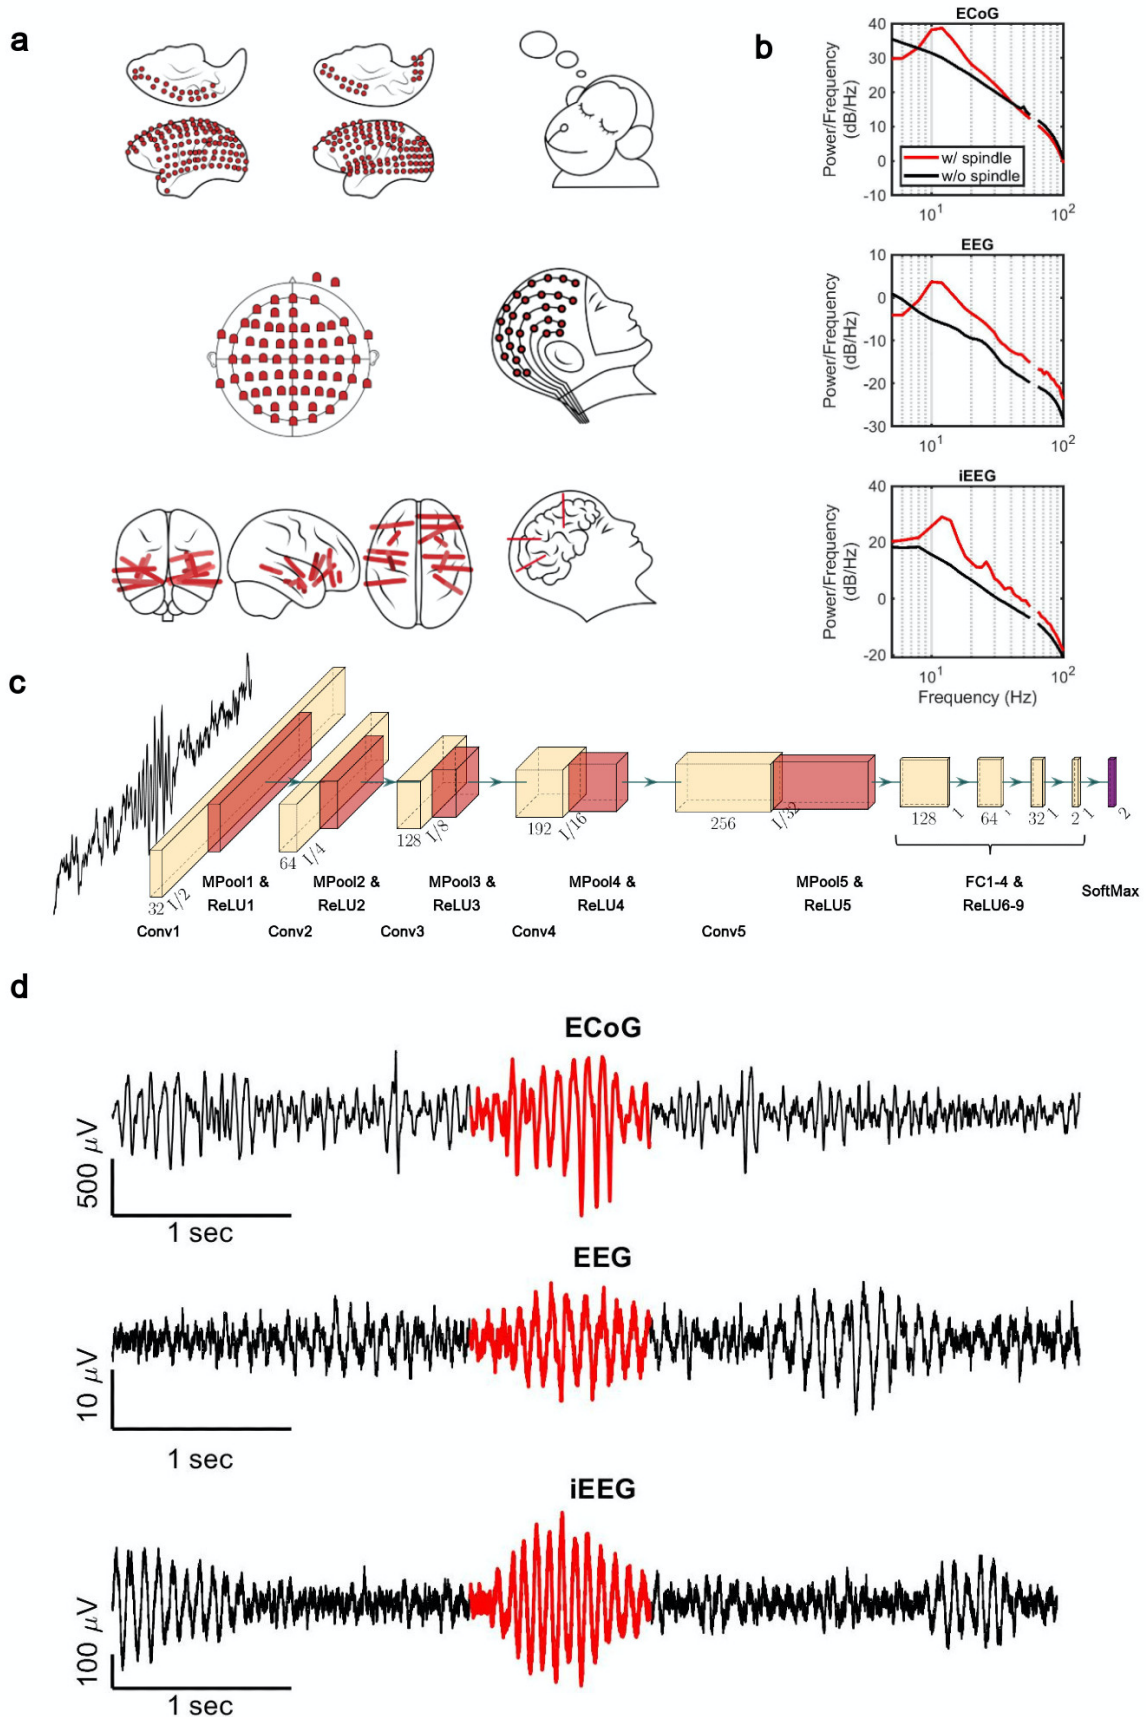 a
b
ECoG
Power/Frequency
(dB/Hz)
40
30
20
10
0
-10
w/ spindle
w/o spindle
10¹
10²
EEG
Power/Frequency
(dB/Hz)
10
0
-10
-20
-30
10¹
10²
iEEG
Power/Frequency
(dB/Hz)
40
20
0
-20
10¹
10²
Frequency (Hz)
c
32 1/2
64 1/4
128 1/8
192 1/16
256 1/32
128 1
64 1
32 1
2 1
2
MPool1 &
ReLU1
MPool2 &
ReLU2
MPool3 &
ReLU3
MPool4 &
ReLU4
MPool5 &
ReLU5
FC1-4 &
ReLU6-9
SoftMax
Conv1
Conv2
Conv3
Conv4
Conv5
d
ECoG
500 μV
1 sec
EEG
10 μV
1 sec
iEEG
100 μV
1 sec